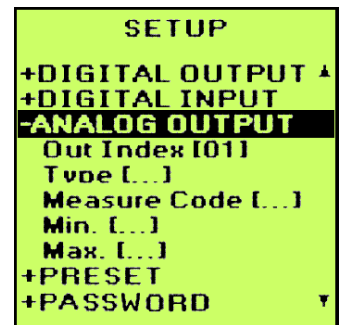 SETUP
+DIGITAL OUTPUT
+DIGITAL INPUT
-ANALOG OUTPUT
Out Index [01]
Type [...]
Measure Code [...]
Min. [...]
Max. [...]
+PRESET
+PASSWORD